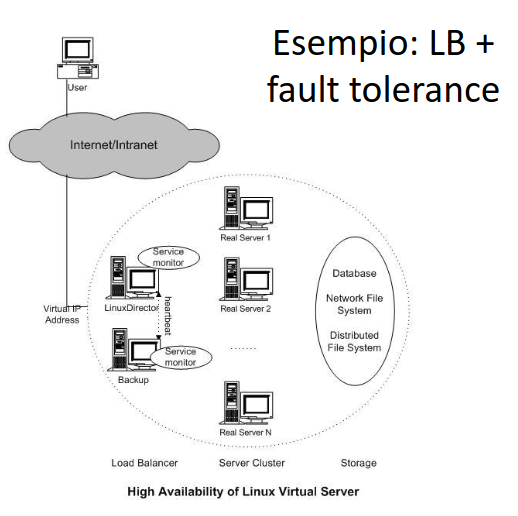 Esempio: LB +
fault tolerance
User
Internet/Intranet
Real Server 1
Service
monitor
Virtual IP
Address
LinuxDirector
heartbeat
Real Server 2
Database
Network File
System
Distributed
File System
Service
monitor
Backup
......
Real Server N
Load Balancer
Server Cluster
Storage
High Availability of Linux Virtual Server